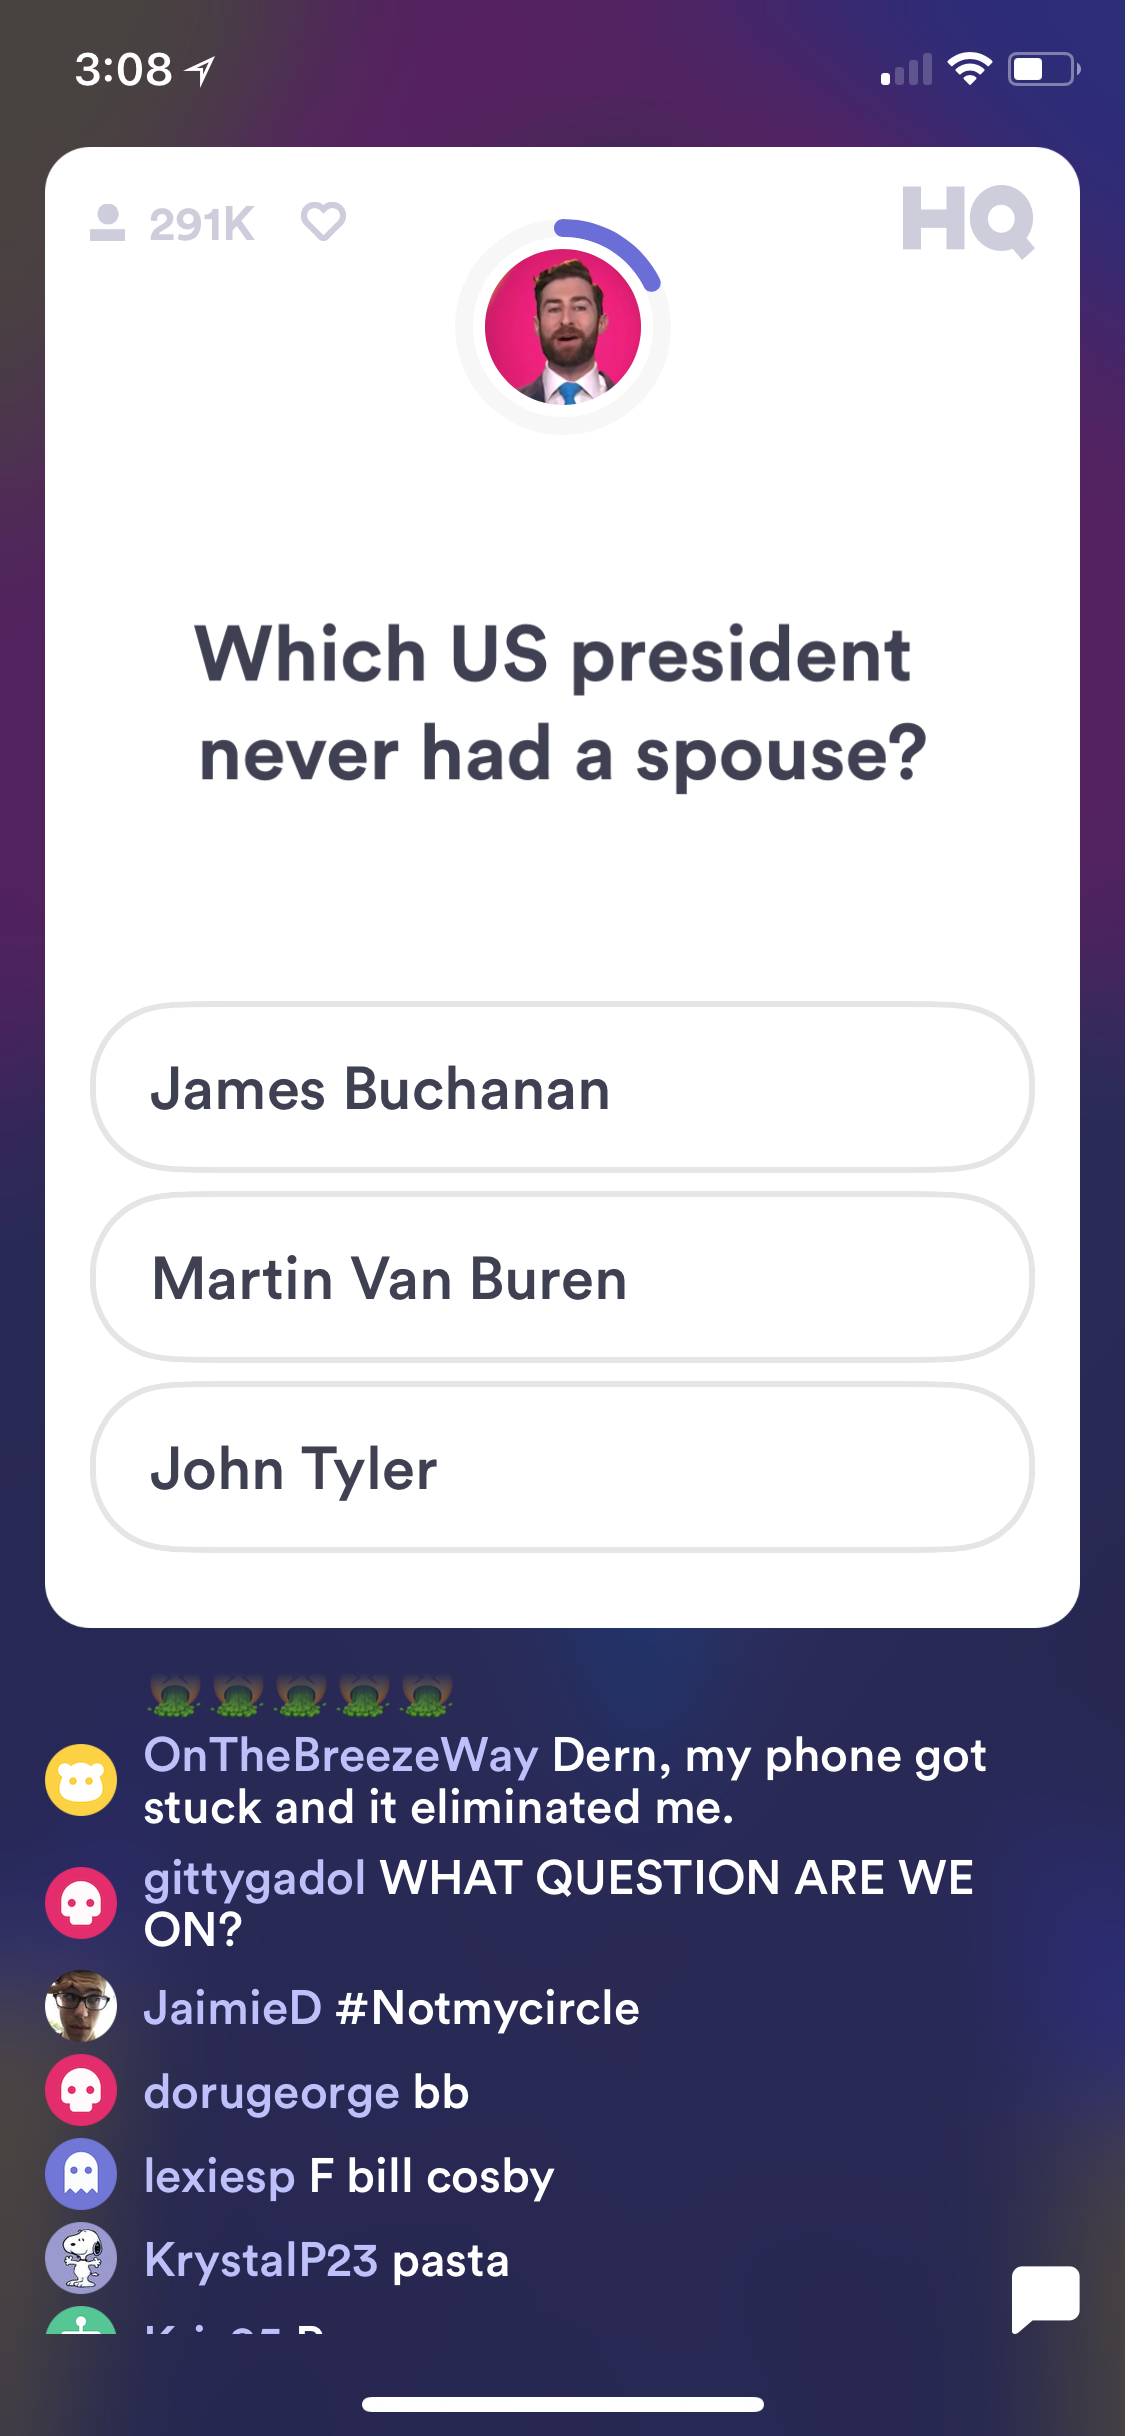 3:08
291K
HQ
Which US president
never had a spouse?
James Buchanan
Martin Van Buren
John Tyler
OnTheBreezeWay Dern, my phone got
stuck and it eliminated me.
gittygadol WHAT QUESTION ARE WE
ON?
JaimieD #Notmycircle
dorugeorge bb
lexiesp F bill cosby
KrystalP23 pasta